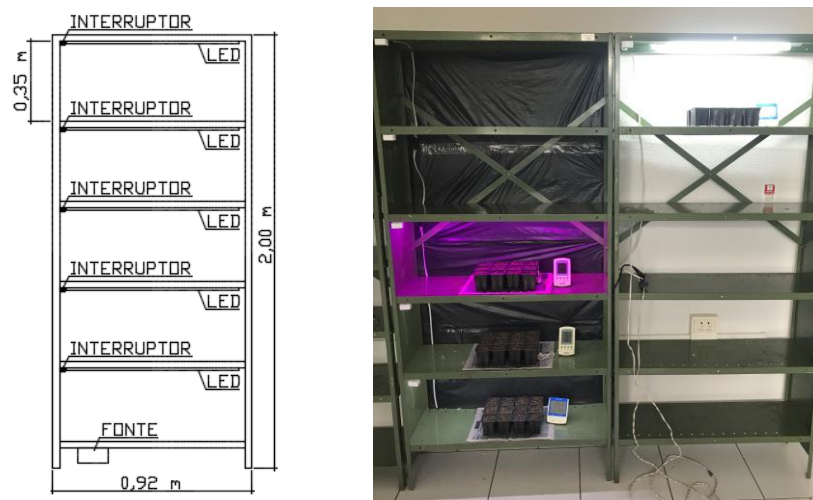 INTERRUPTOR
LED
0,35 m
INTERRUPTOR
LED
INTERRUPTOR
LED
2,00 m
INTERRUPTOR
LED
INTERRUPTOR
LED
FONTE
0,92 m